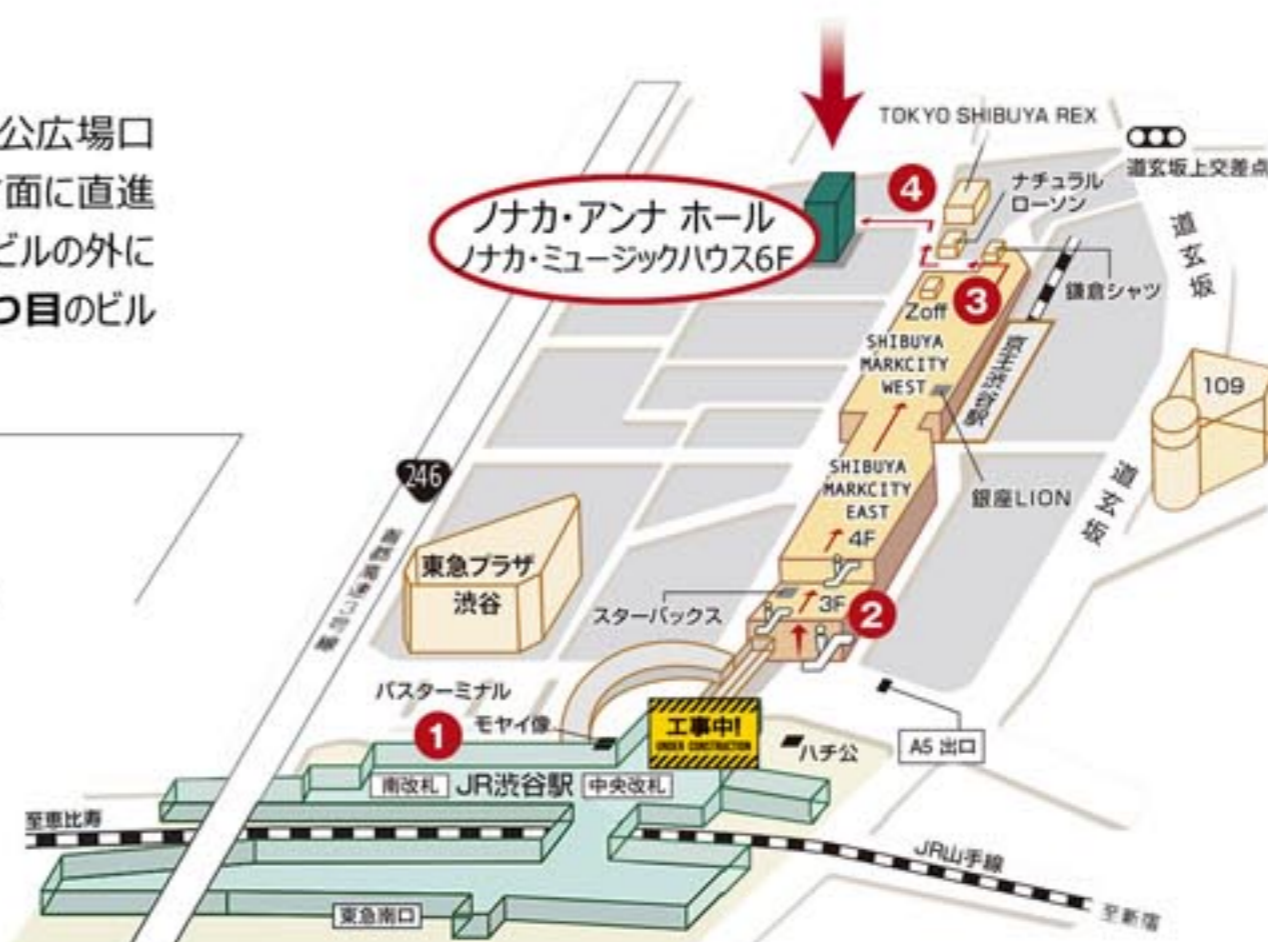 公広場口
面に直進
ビルの外に
つ目のビル
TOKYO SHIBUYA REX
道玄坂上交差点
4
ナチュラル
ローソン
ノナカ・アンナ ホール
ノナカ・ミュージックハウス6F
道玄坂
鎌倉シャツ
3
Zoff
SHIBUYA
MARKCITY
WEST
京王渋谷駅
109
246
SHIBUYA
MARKCITY
EAST
銀座LION
道玄坂
4F
東急プラザ
渋谷
スターバックス
3F
2
バスターミナル
1
モヤイ像
工事中!
UNDER CONSTRUCTION
ハチ公
A5 出口
南改札
JR渋谷駅
中央改札
至恵比寿
JR山手線
東急南口
至新宿